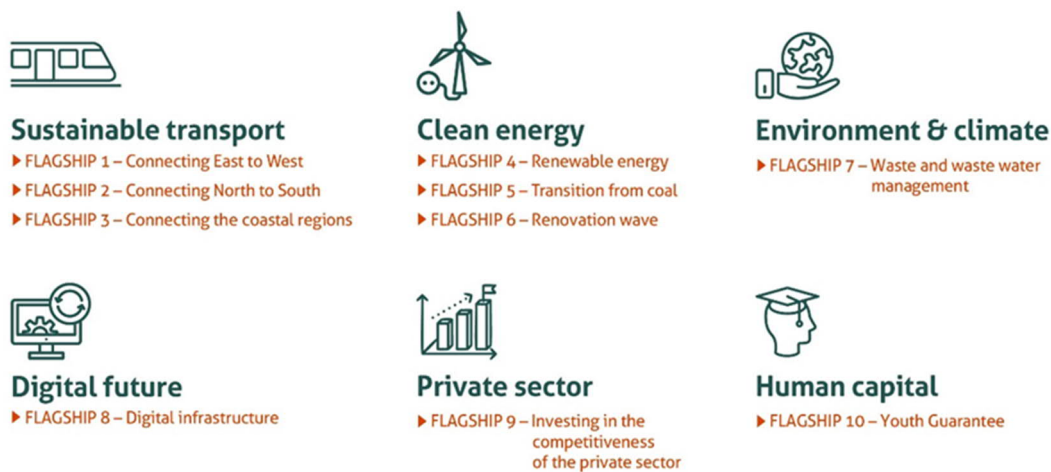 Sustainable transport
▶ FLAGSHIP 1 – Connecting East to West
▶ FLAGSHIP 2 – Connecting North to South
▶ FLAGSHIP 3 – Connecting the coastal regions
Clean energy
▶ FLAGSHIP 4 – Renewable energy
▶ FLAGSHIP 5 – Transition from coal
▶ FLAGSHIP 6 – Renovation wave
Environment & climate
▶ FLAGSHIP 7 – Waste and waste water
management
Digital future
▶ FLAGSHIP 8 – Digital infrastructure
Private sector
▶ FLAGSHIP 9 – Investing in the
competitiveness
of the private sector
Human capital
▶ FLAGSHIP 10 – Youth Guarantee